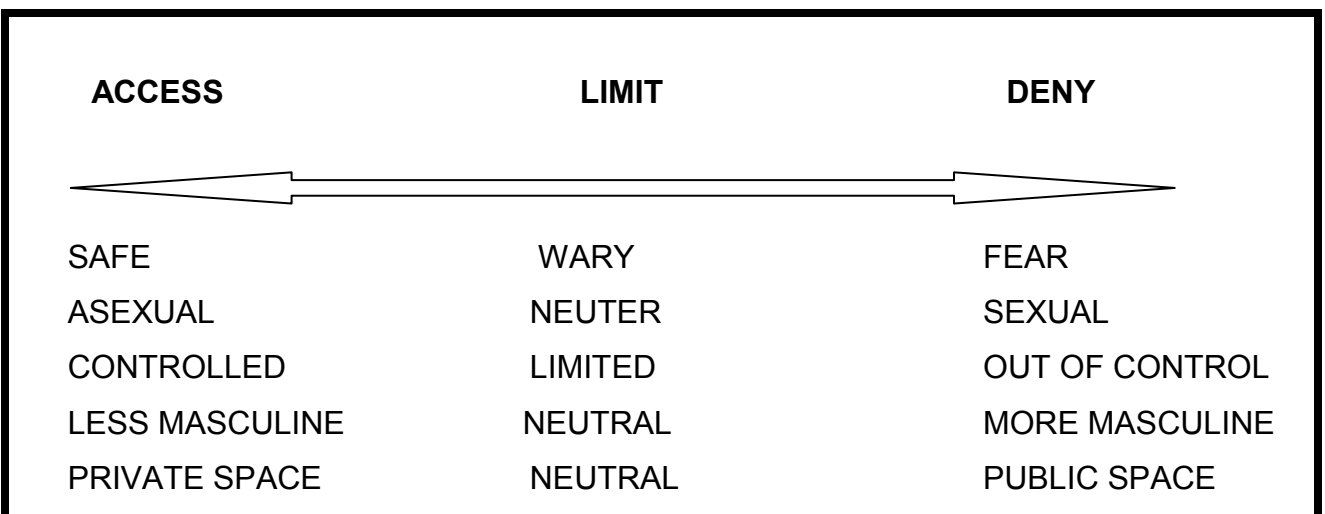 ACCESS LIMIT DENY
SAFE WARY FEAR
ASEXUAL NEUTER SEXUAL
CONTROLLED LIMITED OUT OF CONTROL
LESS MASCULINE NEUTRAL MORE MASCULINE
PRIVATE SPACE NEUTRAL PUBLIC SPACE